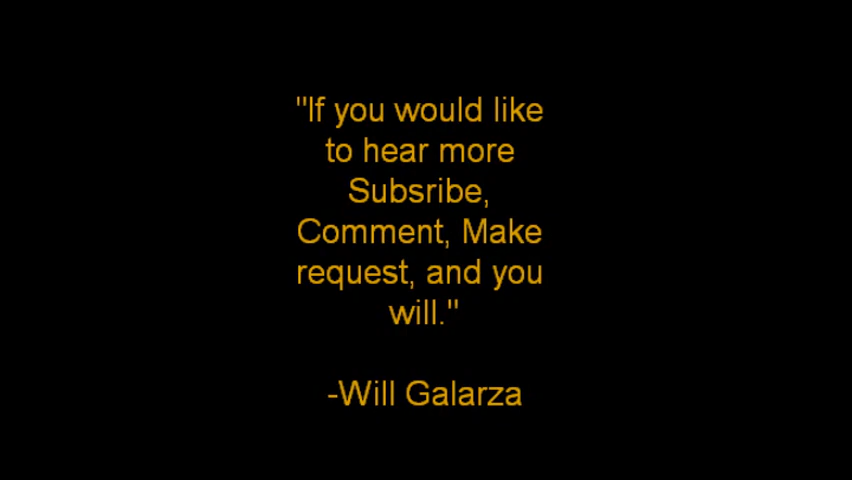 "If you would like
to hear more
Subsribe,
Comment, Make
request, and you
will."
-Will Galarza